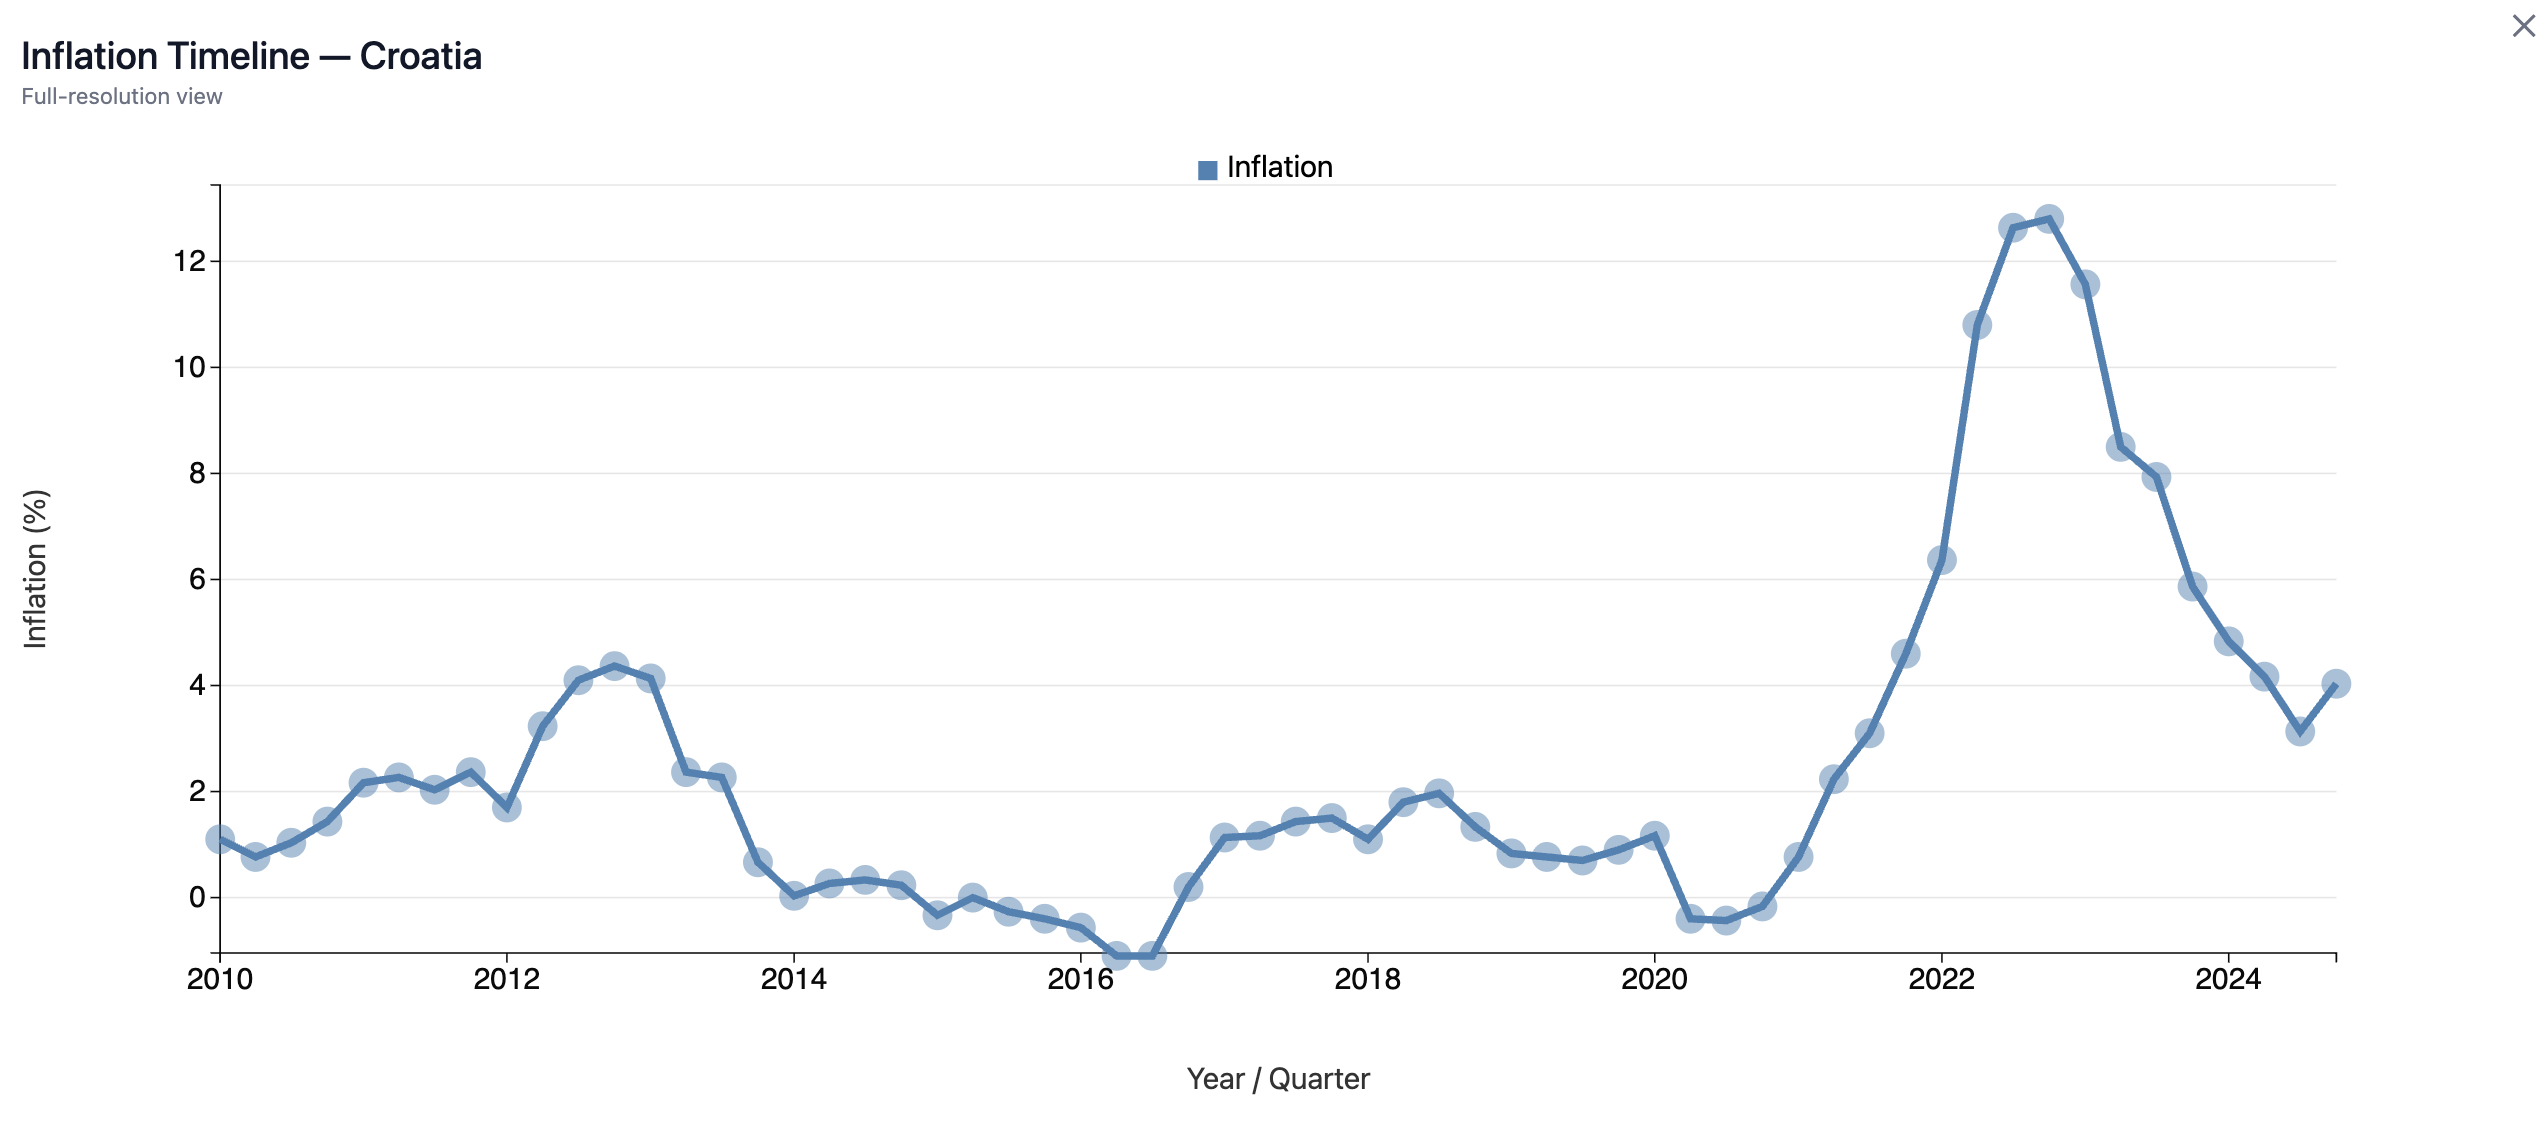 Inflation Timeline — Croatia
Full-resolution view
Inflation
12
10
8
6
4
2
0
Inflation (%)
2010 2012 2014 2016 2018 2020 2022 2024
Year / Quarter